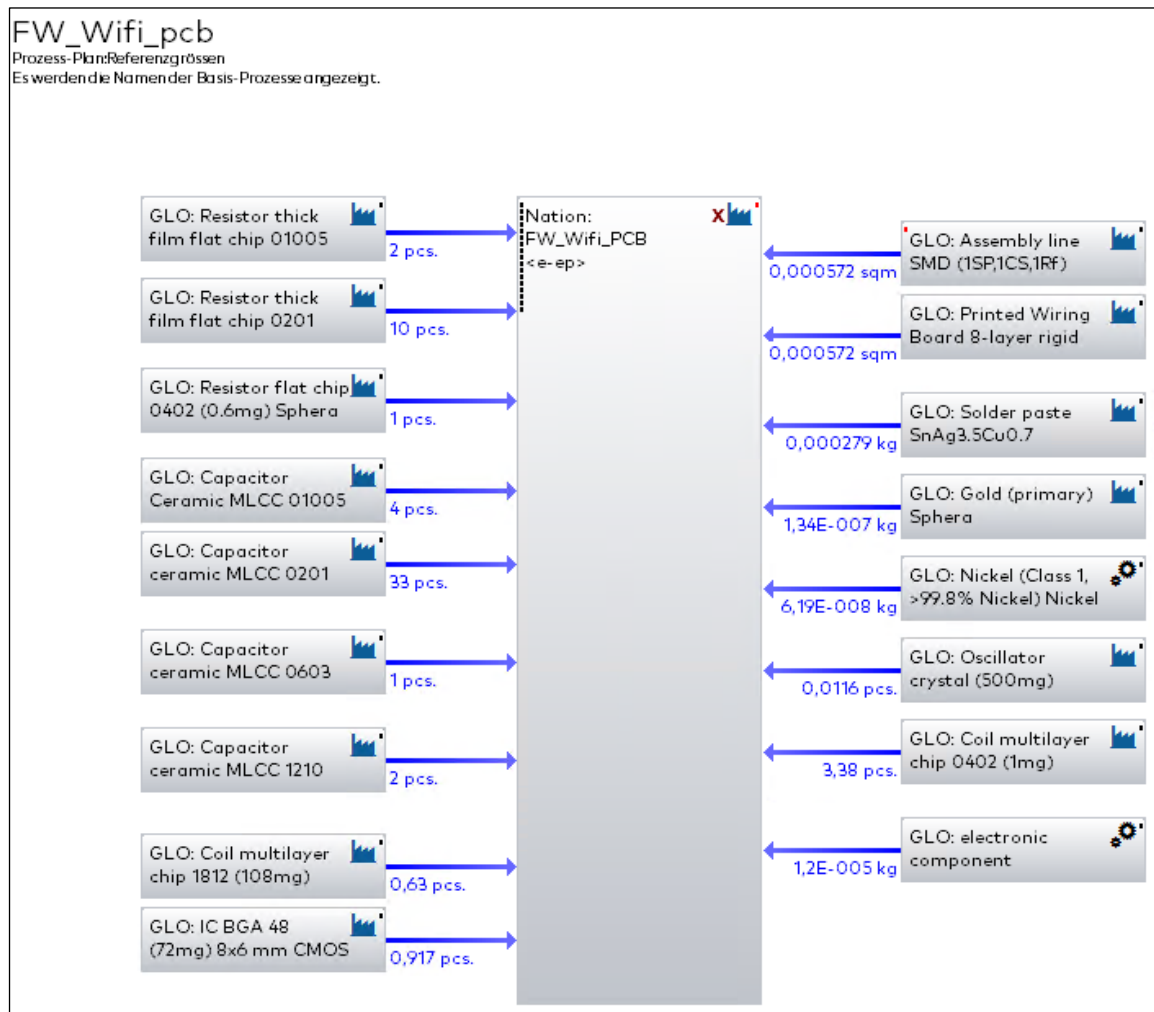 FW_Wifi_pcb
Prozess-Plan:Referenzgrössen
Es werden die Namen der Basis-Prozesse angezeigt.
GLO: Resistor thick
film flat chip 01005
2 pcs.
GLO: Resistor thick
film flat chip 0201
10 pcs.
GLO: Resistor flat chip
0402 (0.6mg) Sphera
1 pcs.
GLO: Capacitor
Ceramic MLCC 01005
4 pcs.
GLO: Capacitor
ceramic MLCC 0201
33 pcs.
GLO: Capacitor
ceramic MLCC 0603
1 pcs.
GLO: Capacitor
ceramic MLCC 1210
2 pcs.
GLO: Coil multilayer
chip 1812 (108mg)
0,63 pcs.
GLO: IC BGA 48
(72mg) 8x6 mm CMOS
0,917 pcs.
Nation:
X
FW_Wifi_PCB
<e-ep>
GLO: Assembly line
SMD (1SP,1CS,1Rf)
0,000572 sqm
GLO: Printed Wiring
Board 8-layer rigid
0,000572 sqm
GLO: Solder paste
SnAg3.5Cu0.7
0,000279 kg
GLO: Gold (primary)
Sphera
1,34E-007 kg
GLO: Nickel (Class 1,
>99.8% Nickel) Nickel
6,19E-008 kg
GLO: Oscillator
crystal (500mg)
0,0116 pcs.
GLO: Coil multilayer
chip 0402 (1mg)
3,38 pcs.
GLO: electronic
component
1,2E-005 kg